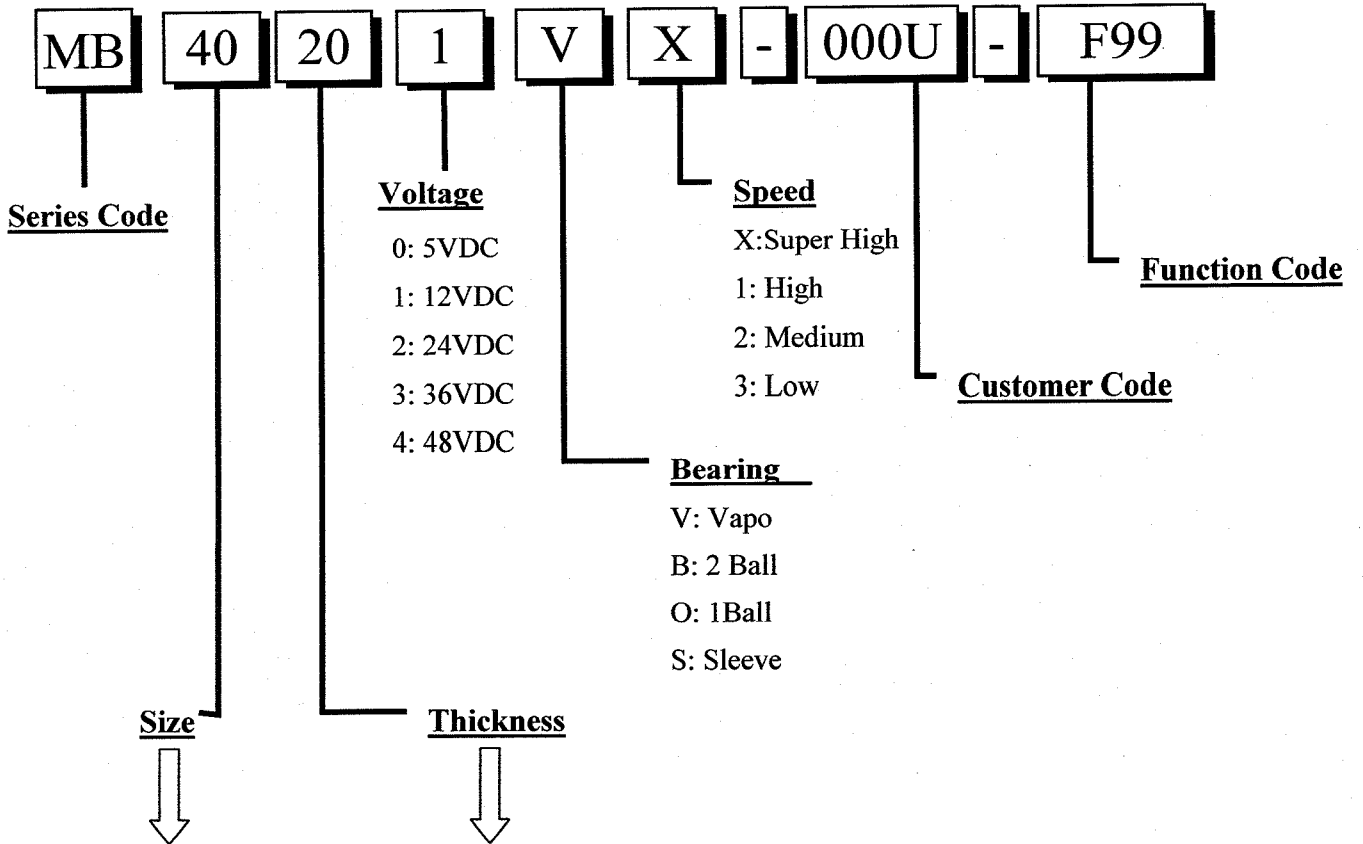 MB 40 20 1 V X - 000U - F99
Series Code
Voltage
0: 5VDC
1: 12VDC
2: 24VDC
3: 36VDC
4: 48VDC
Speed
X:Super High
1: High
2: Medium
3: Low
Function Code
Customer Code
Bearing
V: Vapo
B: 2 Ball
O: 1Ball
S: Sleeve
Size
Thickness